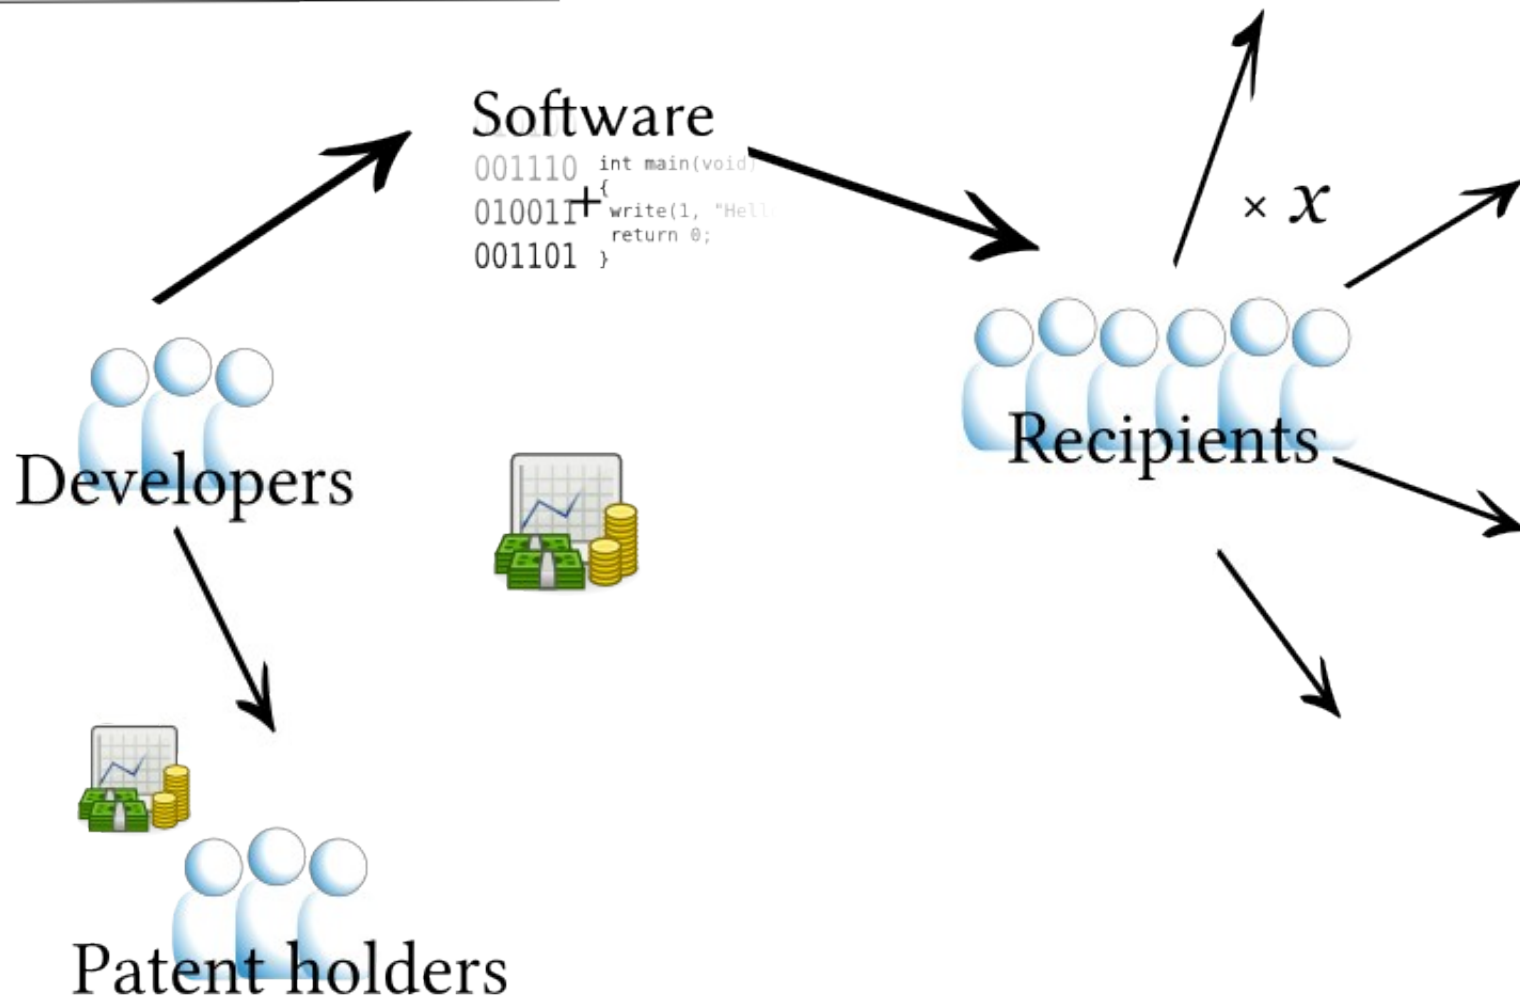 Software
001110
010011
001101
+
int main(void)
{
write(1, "Hell
return 0;
}
× x
Developers
Recipients
Patent holders